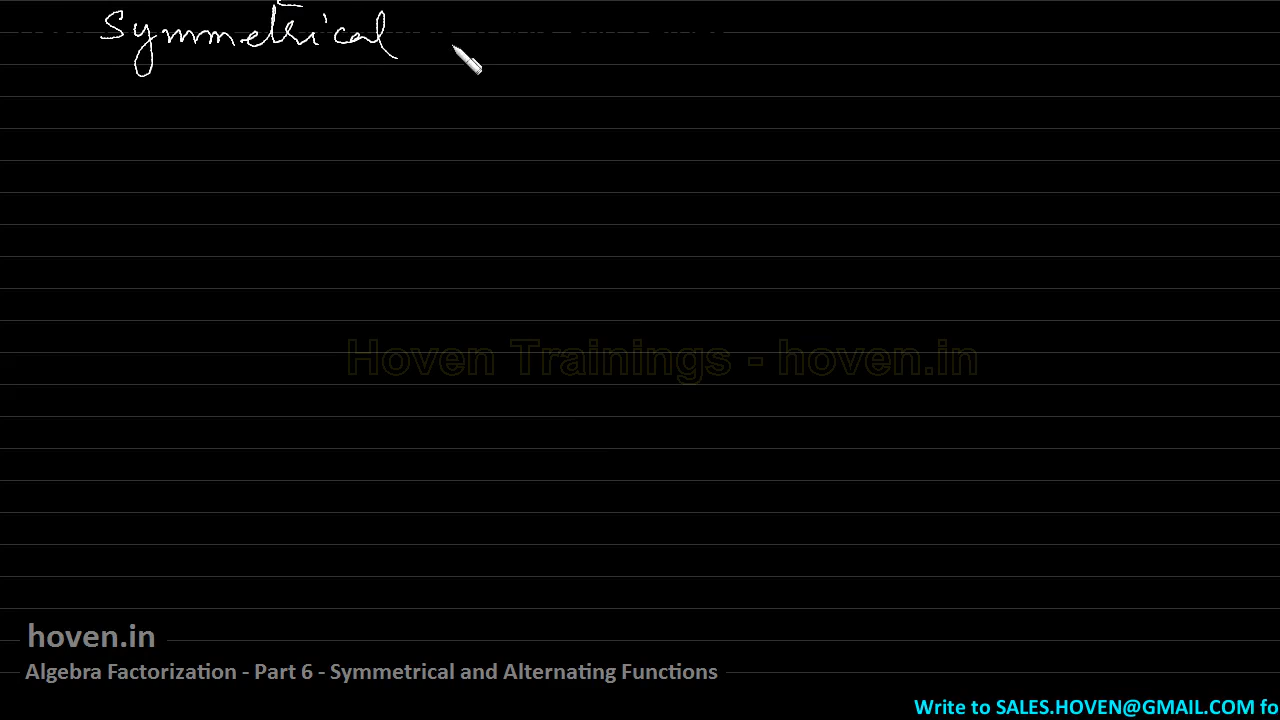 Symmetrical
Hoven Trainings - hoven.in
hoven.in
Algebra Factorization - Part 6 - Symmetrical and Alternating Functions
Write to SALES.HOVEN@GMAIL.COM fo